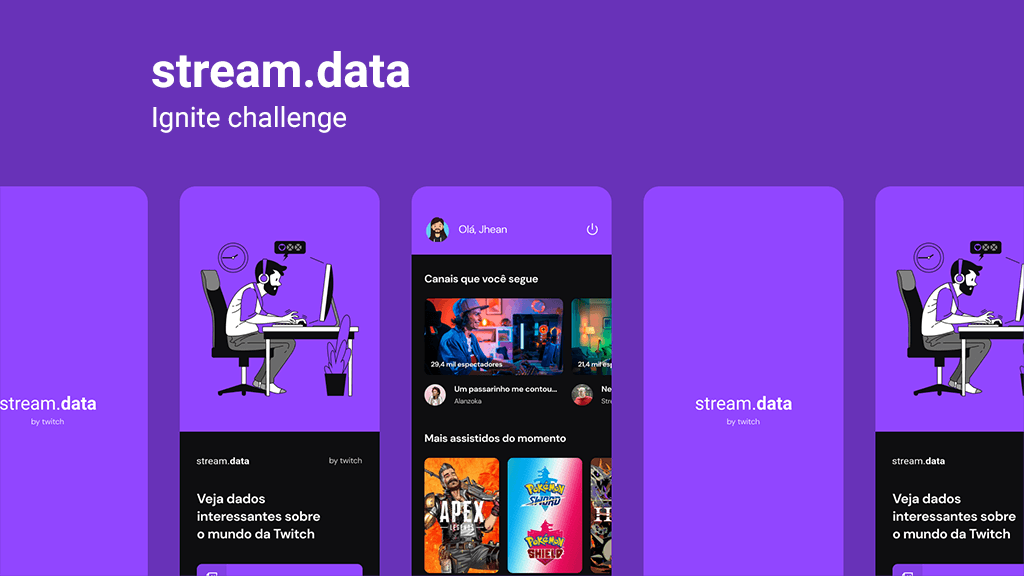 stream.data
Ignite challenge
stream.data
by twitch
stream.data
by twitch
Veja dados
interessantes sobre
o mundo da Twitch
Olá, Jhean
Canais que você segue
29,4 mil espectadores
21,4 mil esp
Um passarinho me contou...
Alanzoka
Ne
Str
Mais assistidos do momento
APEX
LEGENDS
POKÉMON
SWORD
POKÉMON
SHIELD
stream.data
by twitch
stream.data
Veja dados
interessantes sobre
o mundo da Twitch